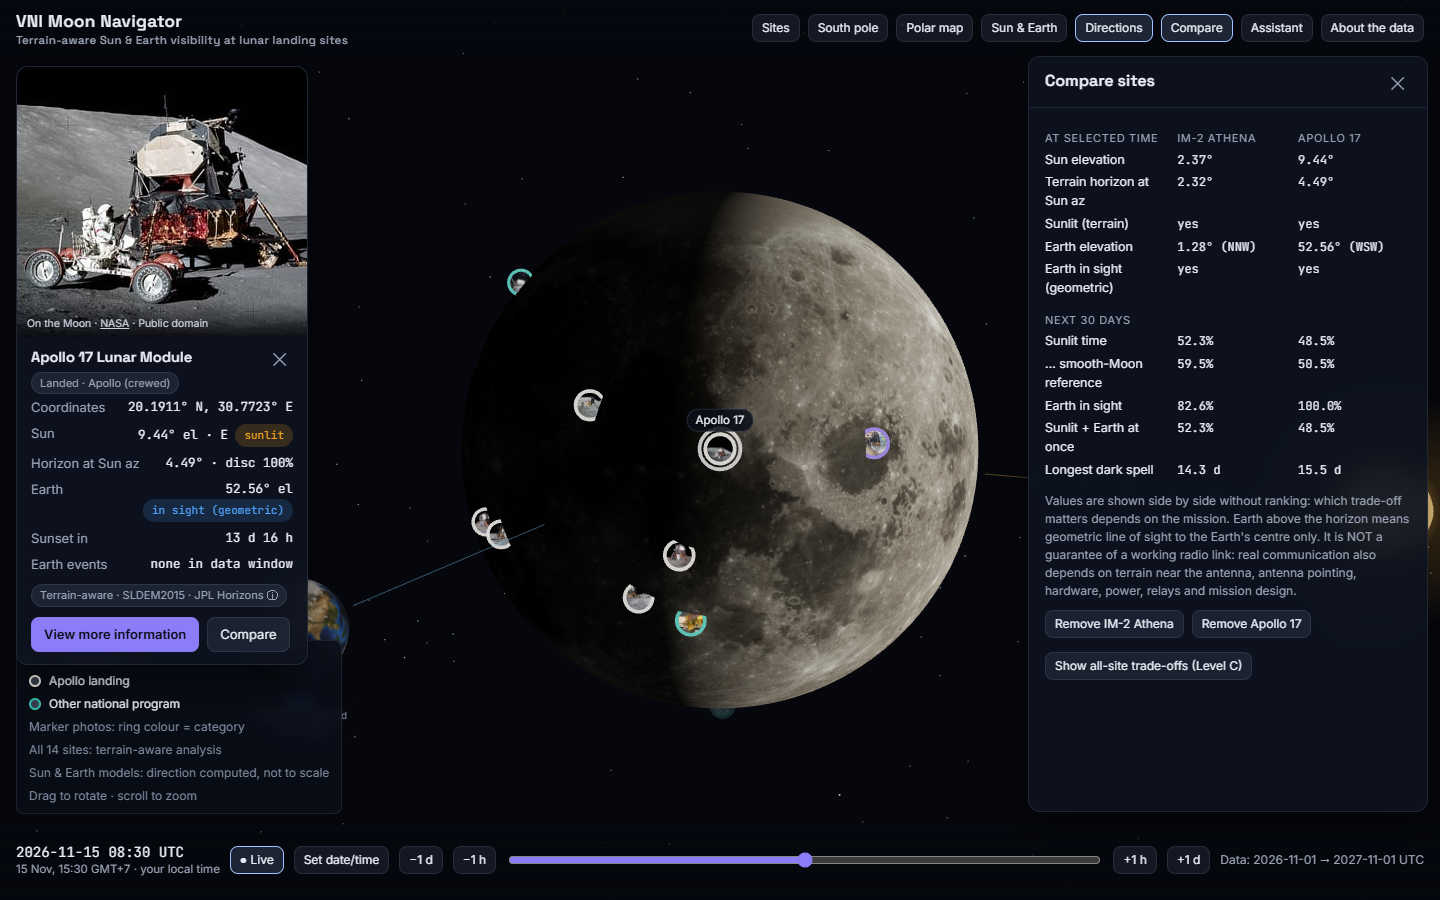 VNI Moon Navigator
Terrain-aware Sun & Earth visibility at lunar landing sites
Sites
South pole
Polar map
Sun & Earth
Directions
Compare
Assistant
About the data
On the Moon · NASA · Public domain
Apollo 17 Lunar Module
Landed · Apollo (crewed)
Coordinates 20.1911° N, 30.7723° E
Sun 9.44° el · E sunlit
Horizon at Sun az 4.49° · disc 100%
Earth 52.56° el
in sight (geometric)
Sunset in 13 d 16 h
Earth events none in data window
Terrain-aware · SLDEM2015 · JPL Horizons ⓘ
View more information
Compare
Apollo landing
Other national program
Marker photos: ring colour = category
All 14 sites: terrain-aware analysis
Sun & Earth models: direction computed, not to scale
Drag to rotate · scroll to zoom
Apollo 17
Compare sites
AT SELECTED TIME IM-2 ATHENA APOLLO 17
Sun elevation 2.37° 9.44°
Terrain horizon at 2.32° 4.49°
Sun az
Sunlit (terrain) yes yes
Earth elevation 1.28° (NNW) 52.56° (WSW)
Earth in sight yes yes
(geometric)
NEXT 30 DAYS
Sunlit time 52.3% 48.5%
... smooth-Moon 59.5% 50.5%
reference
Earth in sight 82.6% 100.0%
Sunlit + Earth at 52.3% 48.5%
once
Longest dark spell 14.3 d 15.5 d
Values are shown side by side without ranking: which trade-off
matters depends on the mission. Earth above the horizon means
geometric line of sight to the Earth's centre only. It is NOT a
guarantee of a working radio link: real communication also
depends on terrain near the antenna, antenna pointing,
hardware, power, relays and mission design.
Remove IM-2 Athena
Remove Apollo 17
Show all-site trade-offs (Level C)
2026-11-15 08:30 UTC
15 Nov, 15:30 GMT+7 · your local time
● Live
Set date/time
−1 d
−1 h
+1 h
+1 d
Data: 2026-11-01 → 2027-11-01 UTC